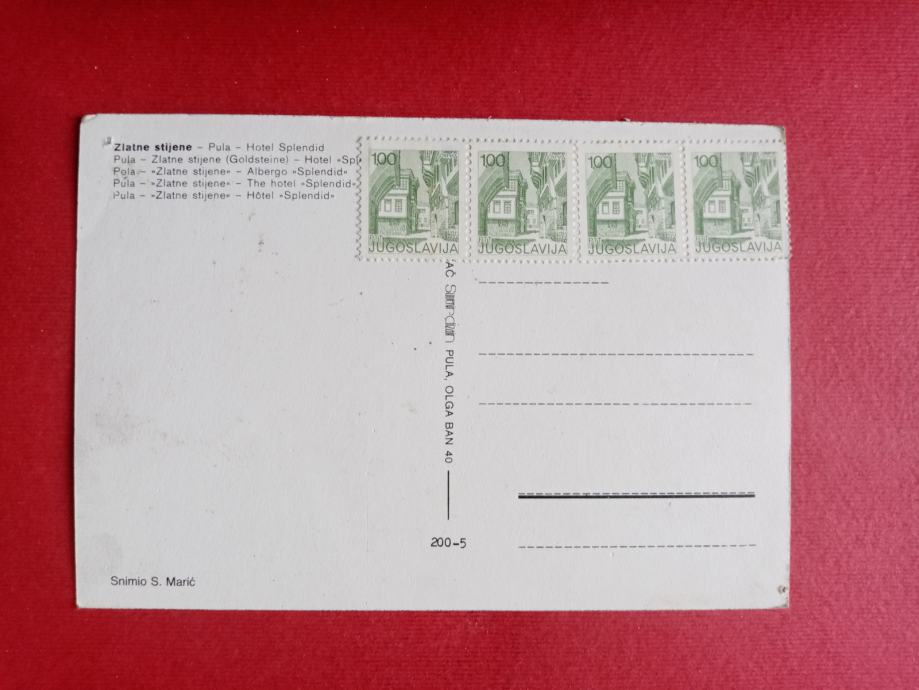 Zlatne stijene – Pula – Hotel Splendid
Pula – Zlatne stijene (Goldsteine) – Hotel »Spl
Pula – »Zlatne stijene« – Albergo »Splendid«
Pula – »Zlatne stijene« – The hotel »Splendid«
Pula – »Zlatne stijene« – Hôtel »Splendid«
100 JUGOSLAVIJA
100 JUGOSLAVIJA
100 JUGOSLAVIJA
100 JUGOSLAVIJA
AČ PULA, OLGA BAN 40
200-5
Snimio S. Marić